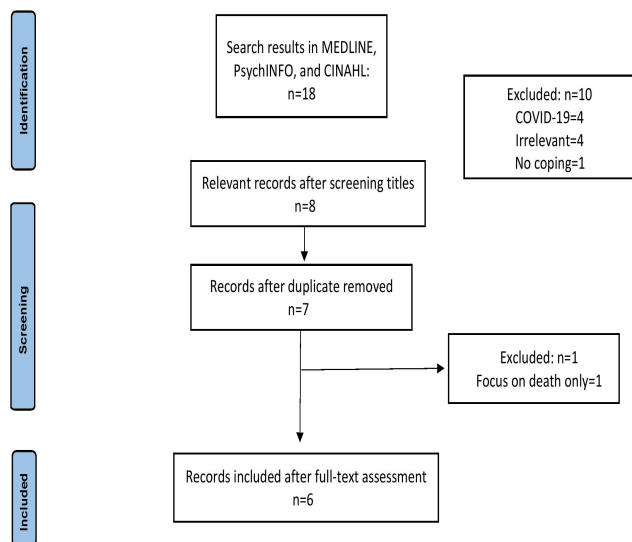 Identification
Search results in MEDLINE,
PsychINFO, and CINAHL:
n=18
Excluded: n=10
COVID-19=4
Irrelevant=4
No coping=1
Relevant records after screening titles
n=8
Screening
Records after duplicate removed
n=7
Excluded: n=1
Focus on death only=1
Included
Records included after full-text assessment
n=6